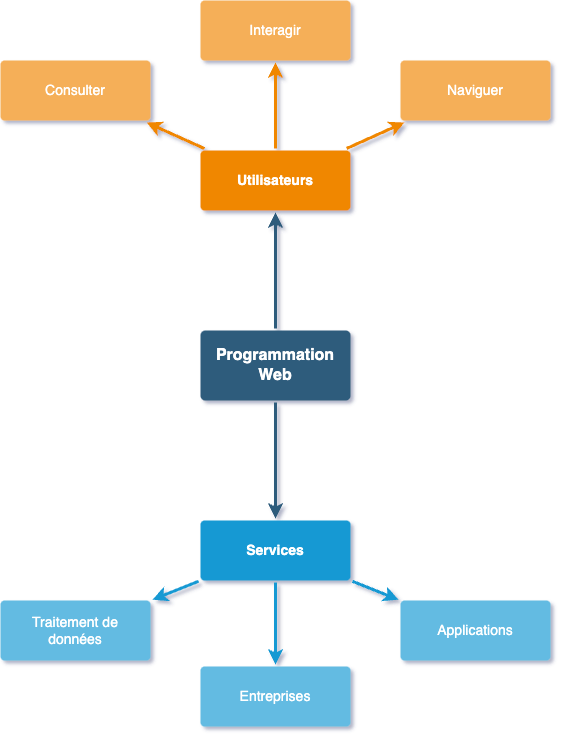 Interagir
Consulter
Naviguer
Utilisateurs
Programmation
Web
Services
Traitement de
données
Applications
Entreprises